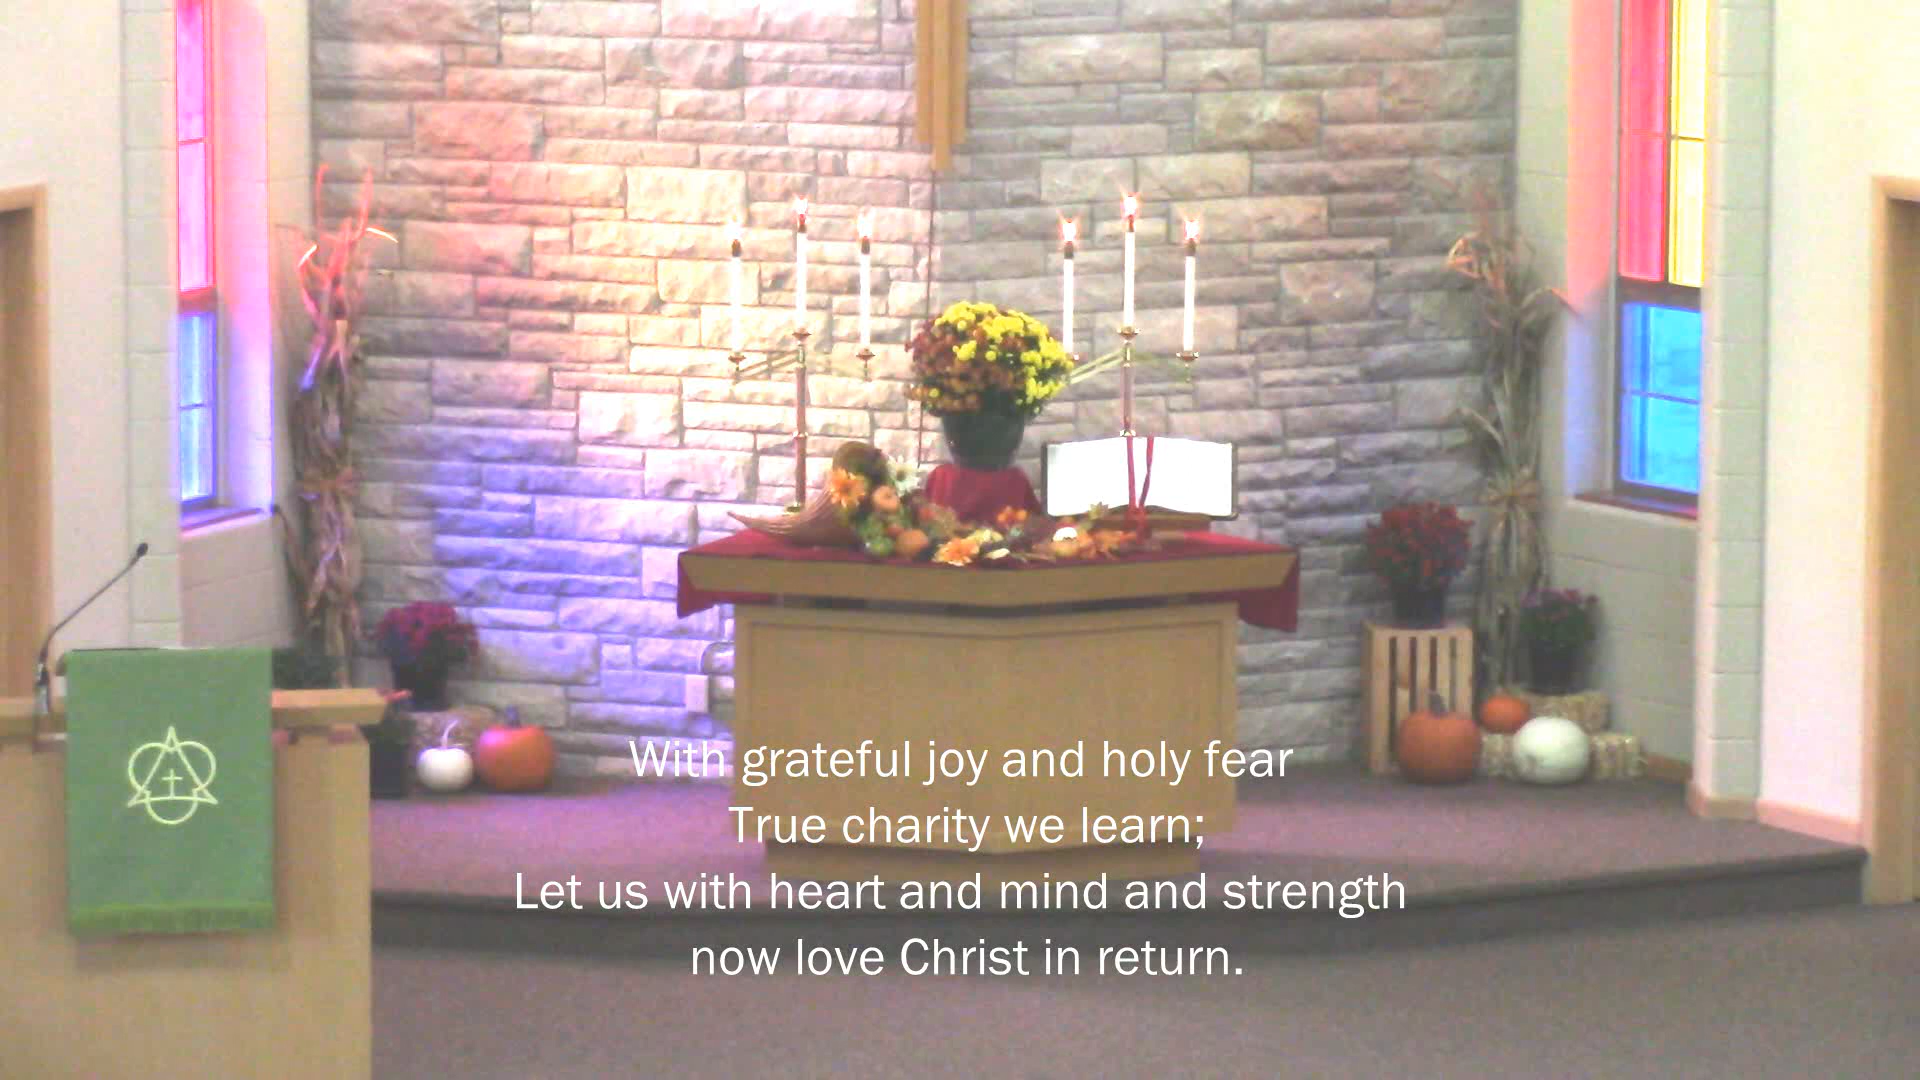 With grateful joy and holy fear
True charity we learn;
Let us with heart and mind and strength
now love Christ in return.